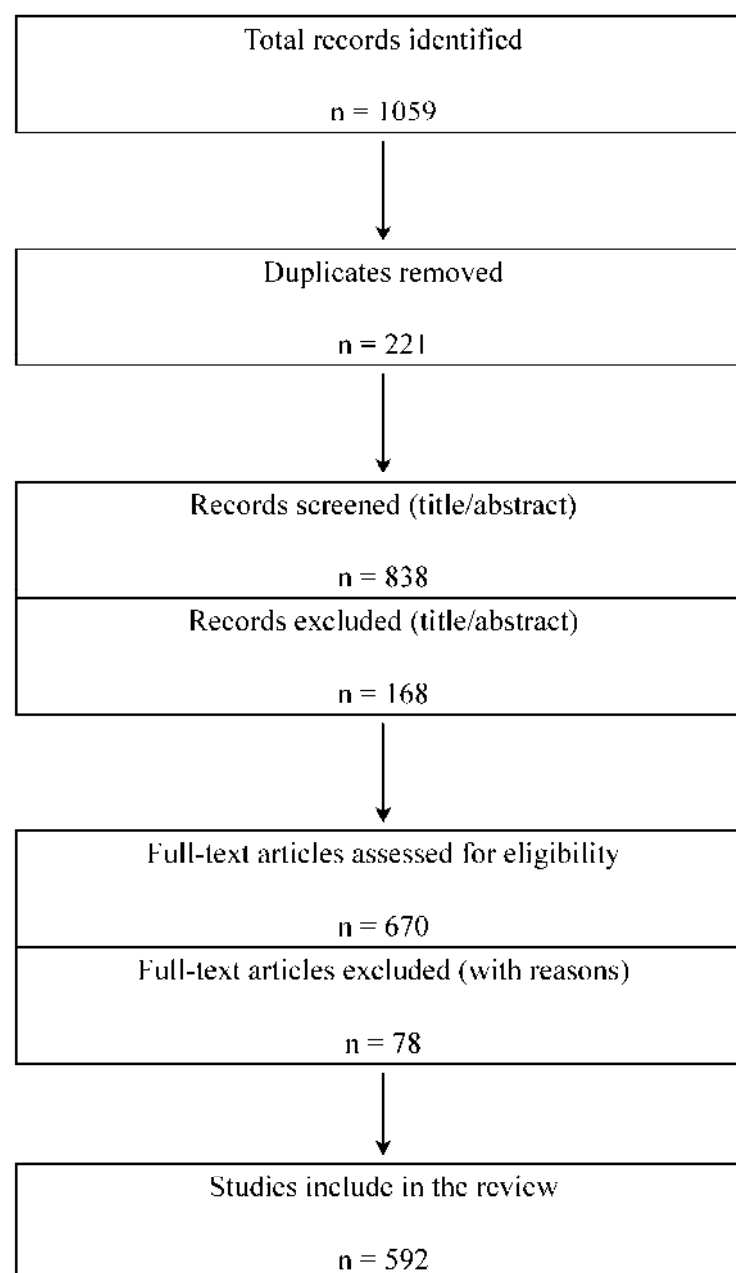 Total records identified
n = 1059
Duplicates removed
n = 221
Records screened (title/abstract)
n = 838
Records excluded (title/abstract)
n = 168
Full-text articles assessed for eligibility
n = 670
Full-text articles excluded (with reasons)
n = 78
Studies include in the review
n = 592